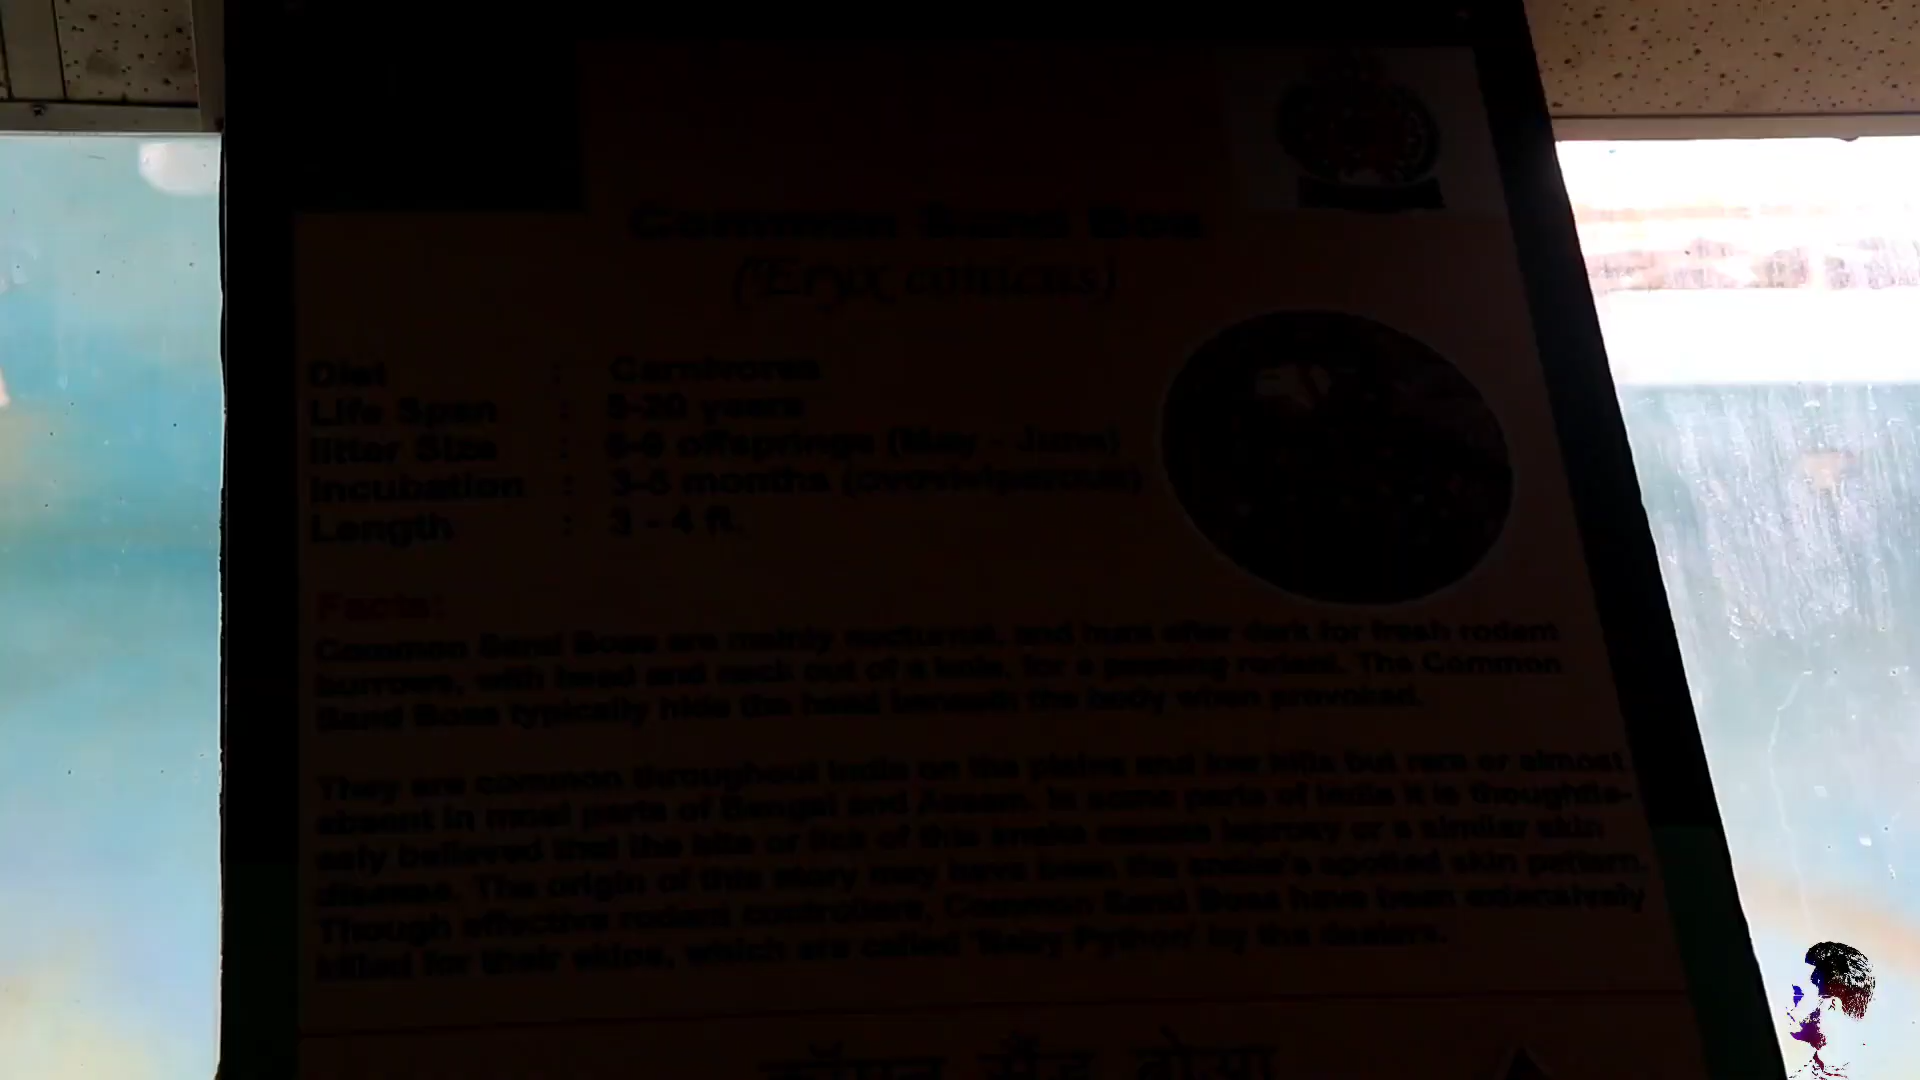 Common Sand Boa
(Eryx conicus)
Diet : Carnivores
Life Span : years
litter Size : offsprings (May - June)
Incubation : months (ovoviviparous)
Length : 3 - 4 ft.
Facts:
Common Sand Boas are mainly nocturnal, and hunt after dark for fresh rodent
burrows, with head and neck out of a hole, for a passing rodent. The Common
Sand Boas typically hide the head beneath the body when provoked.
They are common throughout India on the plains and low hills but rare or almost
absent in most parts of Bengal and Assam. In some parts of India it is thoughtle-
ssly believed that the bite or lick of this snake causes leprosy or a similar skin
disease. The origin of this story may have been the snake's spotted skin pattern.
Though effective rodent controllers, Common Sand Boas have been extensively
killed for their skins, which are called 'Baby Python' by the dealers.
कॉमन सैंड बोआ